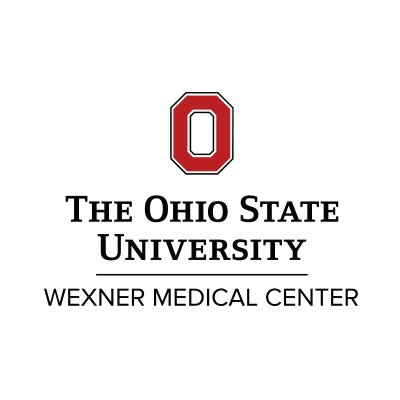 O
THE OHIO STATE
UNIVERSITY
WEXNER MEDICAL CENTER